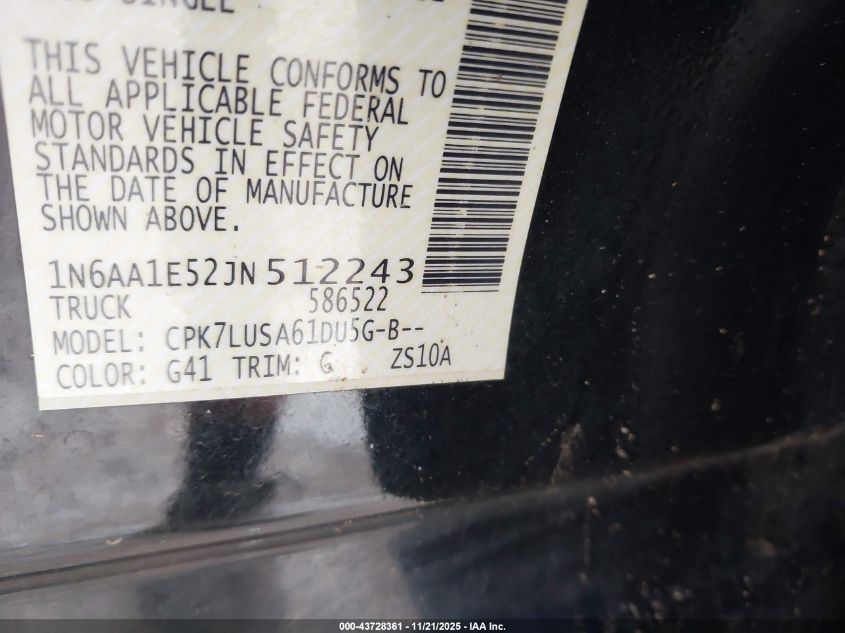 SINGLE
THIS VEHICLE CONFORMS TO
ALL APPLICABLE FEDERAL
MOTOR VEHICLE SAFETY
STANDARDS IN EFFECT ON
THE DATE OF MANUFACTURE
SHOWN ABOVE.
1N6AA1E52JN512243
TRUCK 586522
MODEL: CPK7LUSA61DU5G-B--
COLOR: G41 TRIM: G ZS10A
000-43728361 - 11/21/2025 - IAA Inc.